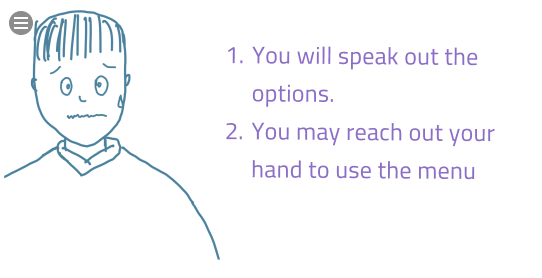 1. You will speak out the
options.
2. You may reach out your
hand to use the menu